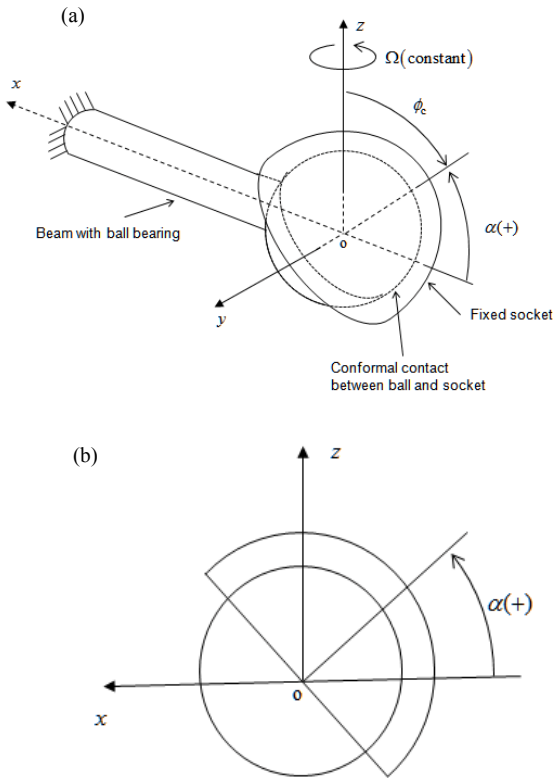 (a)
z
Ω(constant)
x
ϕc
α(+)
Beam with ball bearing
o
y
Fixed socket
Conformal contact
between ball and socket
(b)
z
α(+)
o
x